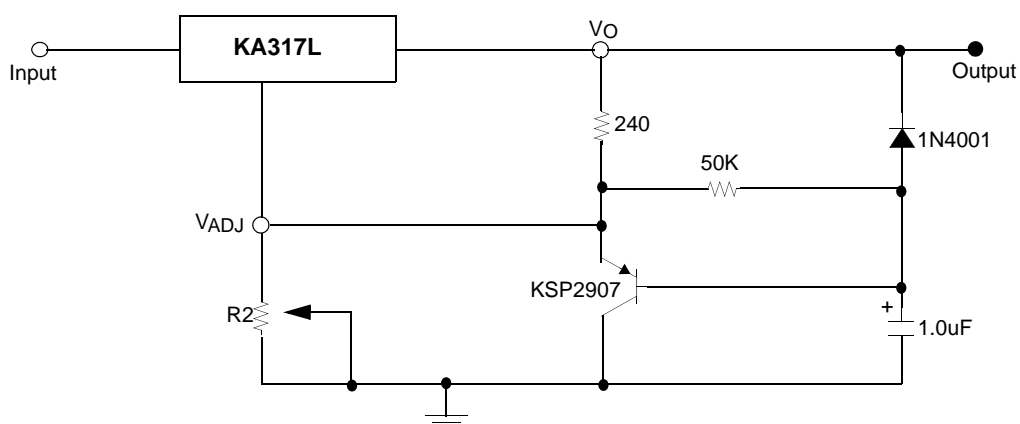 KA317L
VO
Input
Output
240
1N4001
50K
VADJ
KSP2907
R2
+
1.0uF